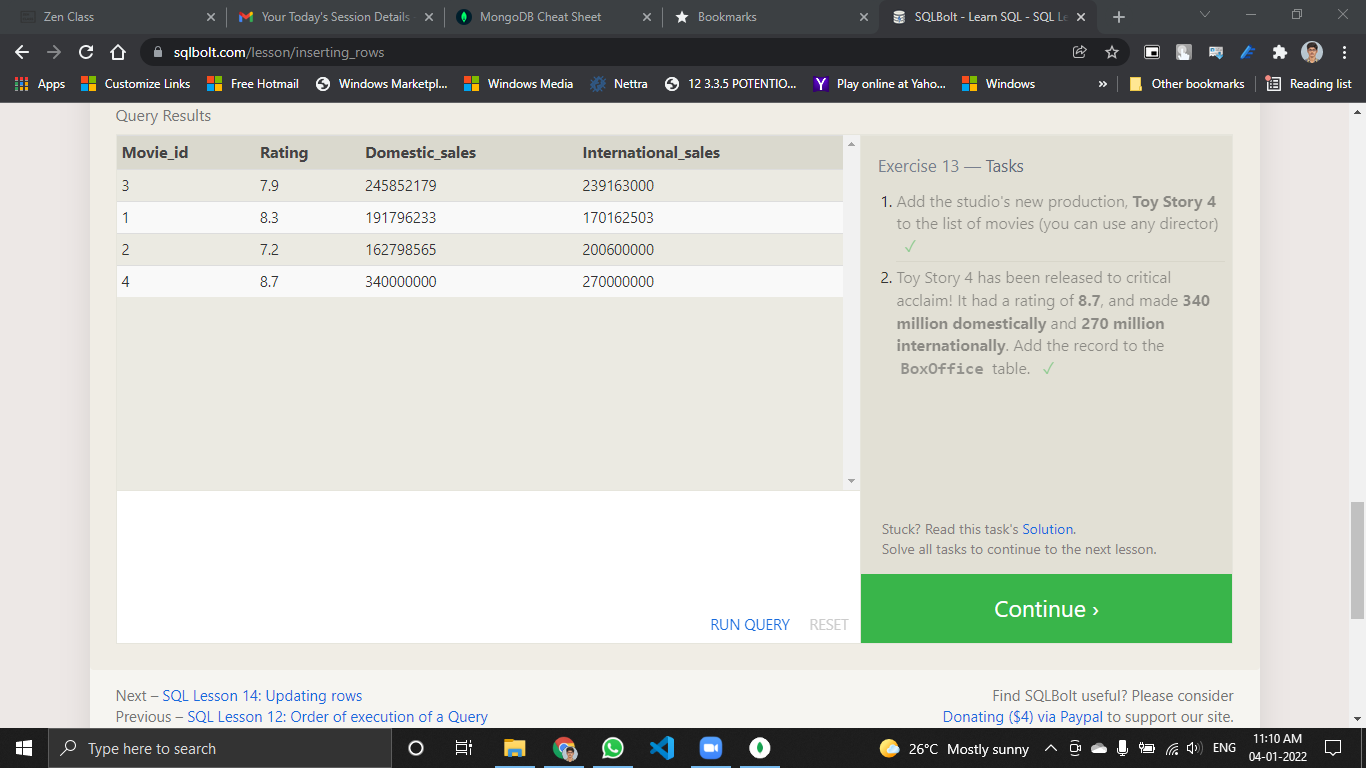 Zen Class
Your Today's Session Details
MongoDB Cheat Sheet
Bookmarks
SQLBolt - Learn SQL - SQL Le
sqlbolt.com/lesson/inserting_rows
Apps
Customize Links
Free Hotmail
Windows Marketpl...
Windows Media
Nettra
12 3.3.5 POTENTIO...
Play online at Yaho...
Windows
»
Other bookmarks
Reading list
Query Results
Movie_id Rating Domestic_sales International_sales
3 7.9 245852179 239163000
1 8.3 191796233 170162503
2 7.2 162798565 200600000
4 8.7 340000000 270000000
Exercise 13 — Tasks
1. Add the studio's new production, Toy Story 4
to the list of movies (you can use any director)
✓
2. Toy Story 4 has been released to critical
acclaim! It had a rating of 8.7, and made 340
million domestically and 270 million
internationally. Add the record to the
BoxOffice table. ✓
Stuck? Read this task's Solution.
Solve all tasks to continue to the next lesson.
RUN QUERY RESET
Continue ›
Next – SQL Lesson 14: Updating rows
Previous – SQL Lesson 12: Order of execution of a Query
Find SQLBolt useful? Please consider
Donating ($4) via Paypal to support our site.
Type here to search
26°C Mostly sunny
ENG
11:10 AM
04-01-2022